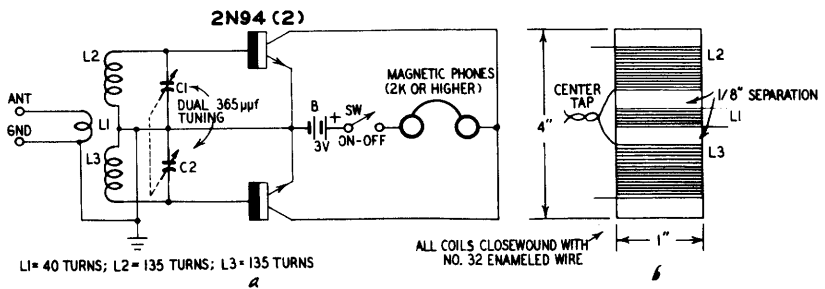 2N94 (2)
L2
C1
ANT
DUAL 365 µµf
TUNING
L1
GND
L3
C2
B
+
SW
3V
ON-OFF
MAGNETIC PHONES
(2K OR HIGHER)
L1= 40 TURNS; L2= 135 TURNS; L3= 135 TURNS
a
L2
CENTER
TAP
1/8" SEPARATION
4"
L1
L3
1"
ALL COILS CLOSEWOUND WITH
NO. 32 ENAMELED WIRE
b